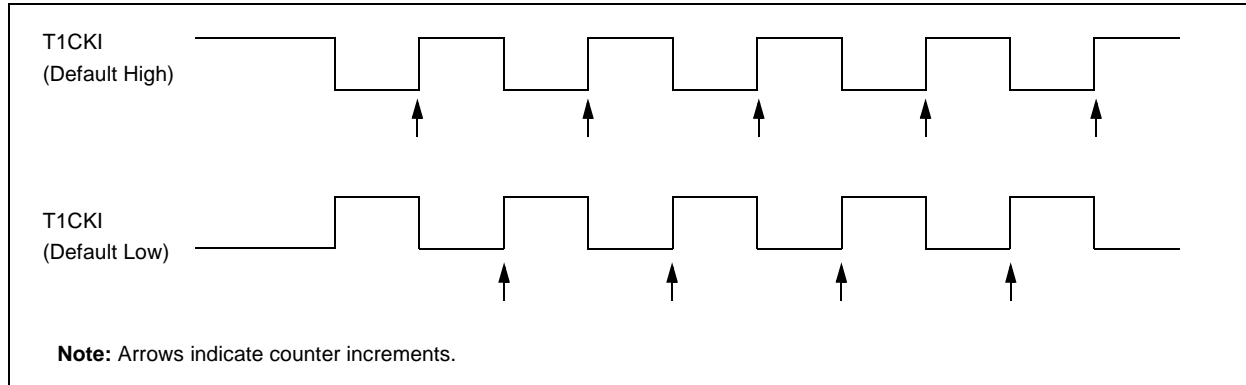 T1CKI
(Default High)
T1CKI
(Default Low)
Note: Arrows indicate counter increments.